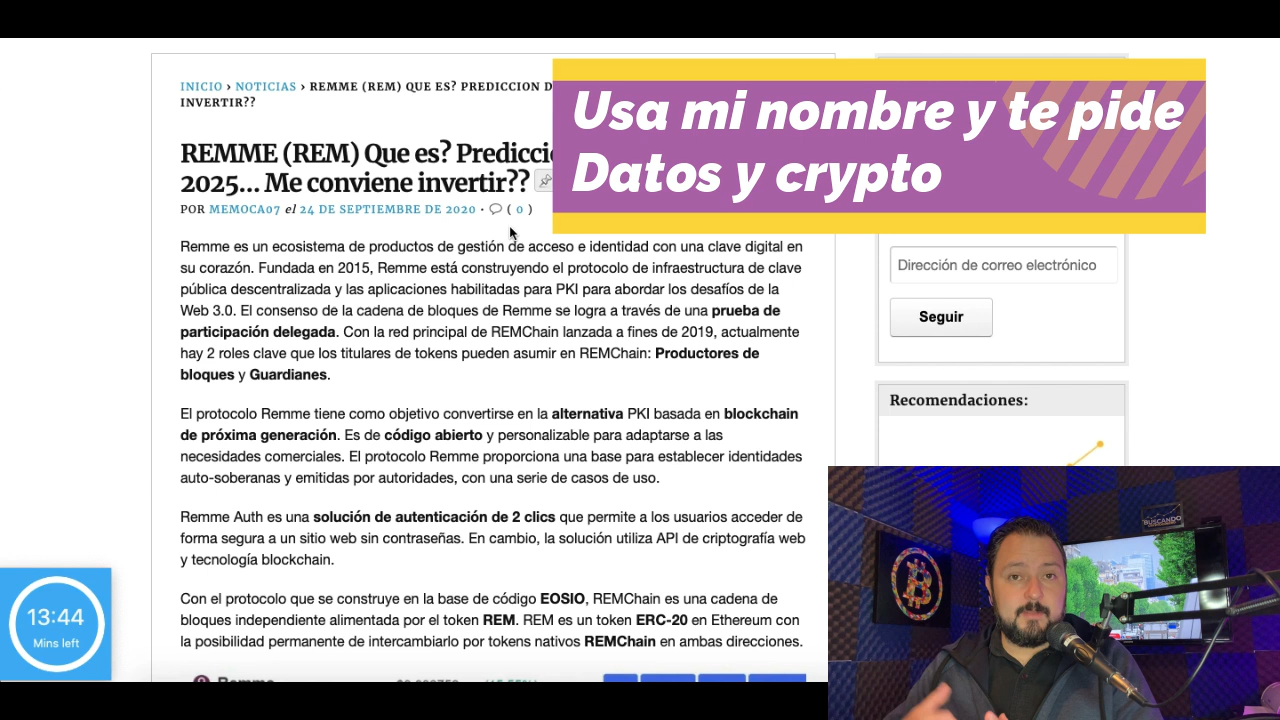 INICIO › NOTICIAS › REMME (REM) QUE ES? PREDICCION D
INVERTIR??
Usa mi nombre y te pide
Datos y crypto
REMME (REM) Que es? Predicci
2025... Me conviene invertir??
POR MEMOCA07 el 24 DE SEPTIEMBRE DE 2020 · ( 0 )
Remme es un ecosistema de productos de gestión de acceso e identidad con una clave digital en
su corazón. Fundada en 2015, Remme está construyendo el protocolo de infraestructura de clave
pública descentralizada y las aplicaciones habilitadas para PKI para abordar los desafíos de la
Web 3.0. El consenso de la cadena de bloques de Remme se logra a través de una prueba de
participación delegada. Con la red principal de REMChain lanzada a fines de 2019, actualmente
hay 2 roles clave que los titulares de tokens pueden asumir en REMChain: Productores de
bloques y Guardianes.
El protocolo Remme tiene como objetivo convertirse en la alternativa PKI basada en blockchain
de próxima generación. Es de código abierto y personalizable para adaptarse a las
necesidades comerciales. El protocolo Remme proporciona una base para establecer identidades
auto-soberanas y emitidas por autoridades, con una serie de casos de uso.
Remme Auth es una solución de autenticación de 2 clics que permite a los usuarios acceder de
forma segura a un sitio web sin contraseñas. En cambio, la solución utiliza API de criptografía web
y tecnología blockchain.
Con el protocolo que se construye en la base de código EOSIO, REMChain es una cadena de
bloques independiente alimentada por el token REM. REM es un token ERC-20 en Ethereum con
la posibilidad permanente de intercambiarlo por tokens nativos REMChain en ambas direcciones.
Dirección de correo electrónico
Seguir
Recomendaciones:
BUSCANDO
13:44
Mins left